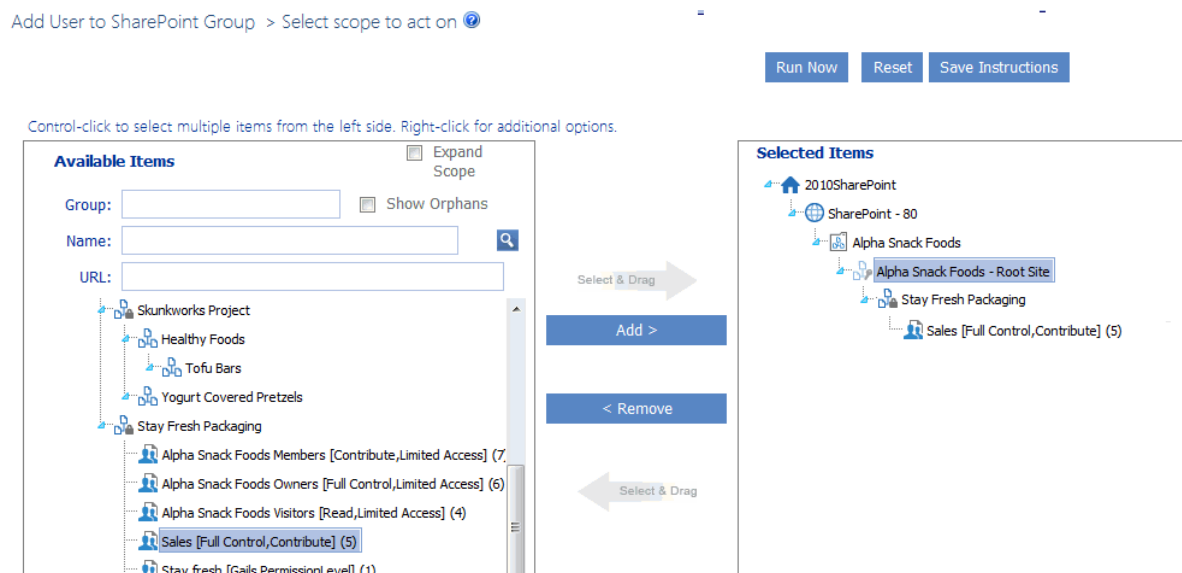 Add User to SharePoint Group > Select scope to act on
Run Now Reset Save Instructions
Control-click to select multiple items from the left side. Right-click for additional options.
Available Items
Expand Scope
Group:
Show Orphans
Name:
URL:
Skunkworks Project
Healthy Foods
Tofu Bars
Yogurt Covered Pretzels
Stay Fresh Packaging
Alpha Snack Foods Members [Contribute,Limited Access] (7
Alpha Snack Foods Owners [Full Control,Limited Access] (6)
Alpha Snack Foods Visitors [Read,Limited Access] (4)
Sales [Full Control,Contribute] (5)
Stay fresh [Gails PermissionLevel] (1)
Select & Drag
Add >
< Remove
Select & Drag
Selected Items
2010SharePoint
SharePoint - 80
Alpha Snack Foods
Alpha Snack Foods - Root Site
Stay Fresh Packaging
Sales [Full Control,Contribute] (5)